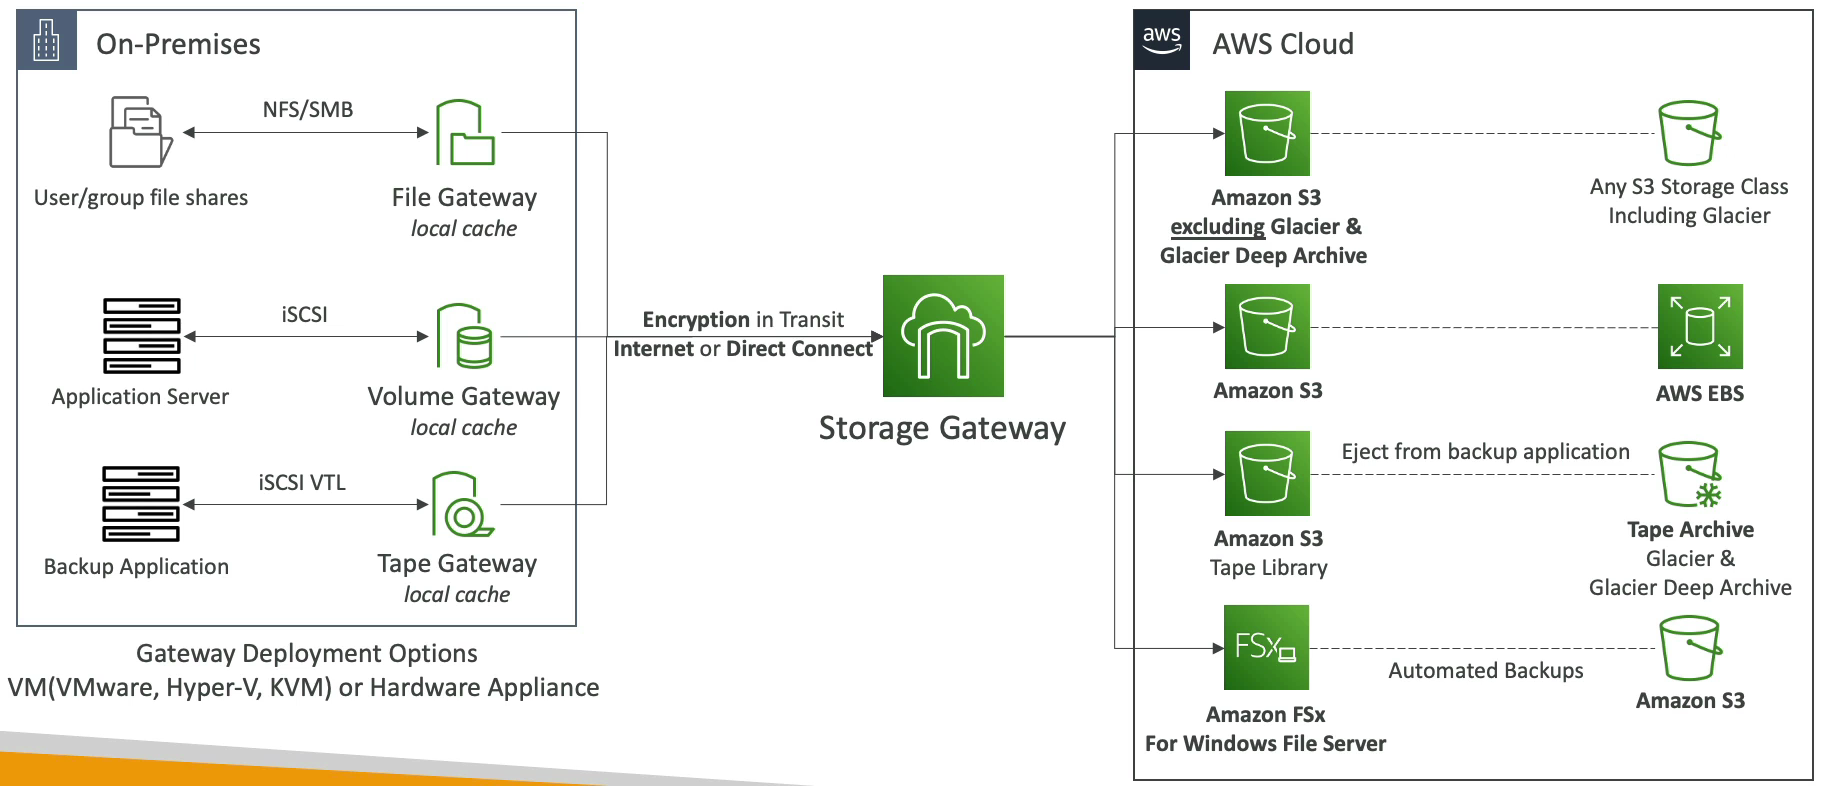 On-Premises
NFS/SMB
User/group file shares
File Gateway
local cache
iSCSI
Application Server
Volume Gateway
local cache
iSCSI VTL
Backup Application
Tape Gateway
local cache
Gateway Deployment Options
VM(VMware, Hyper-V, KVM) or Hardware Appliance
Encryption in Transit
Internet or Direct Connect
Storage Gateway
aws
AWS Cloud
Amazon S3
excluding Glacier &
Glacier Deep Archive
Any S3 Storage Class
Including Glacier
Amazon S3
AWS EBS
Eject from backup application
Amazon S3
Tape Library
Tape Archive
Glacier &
Glacier Deep Archive
FSx
Amazon FSx
For Windows File Server
Automated Backups
Amazon S3